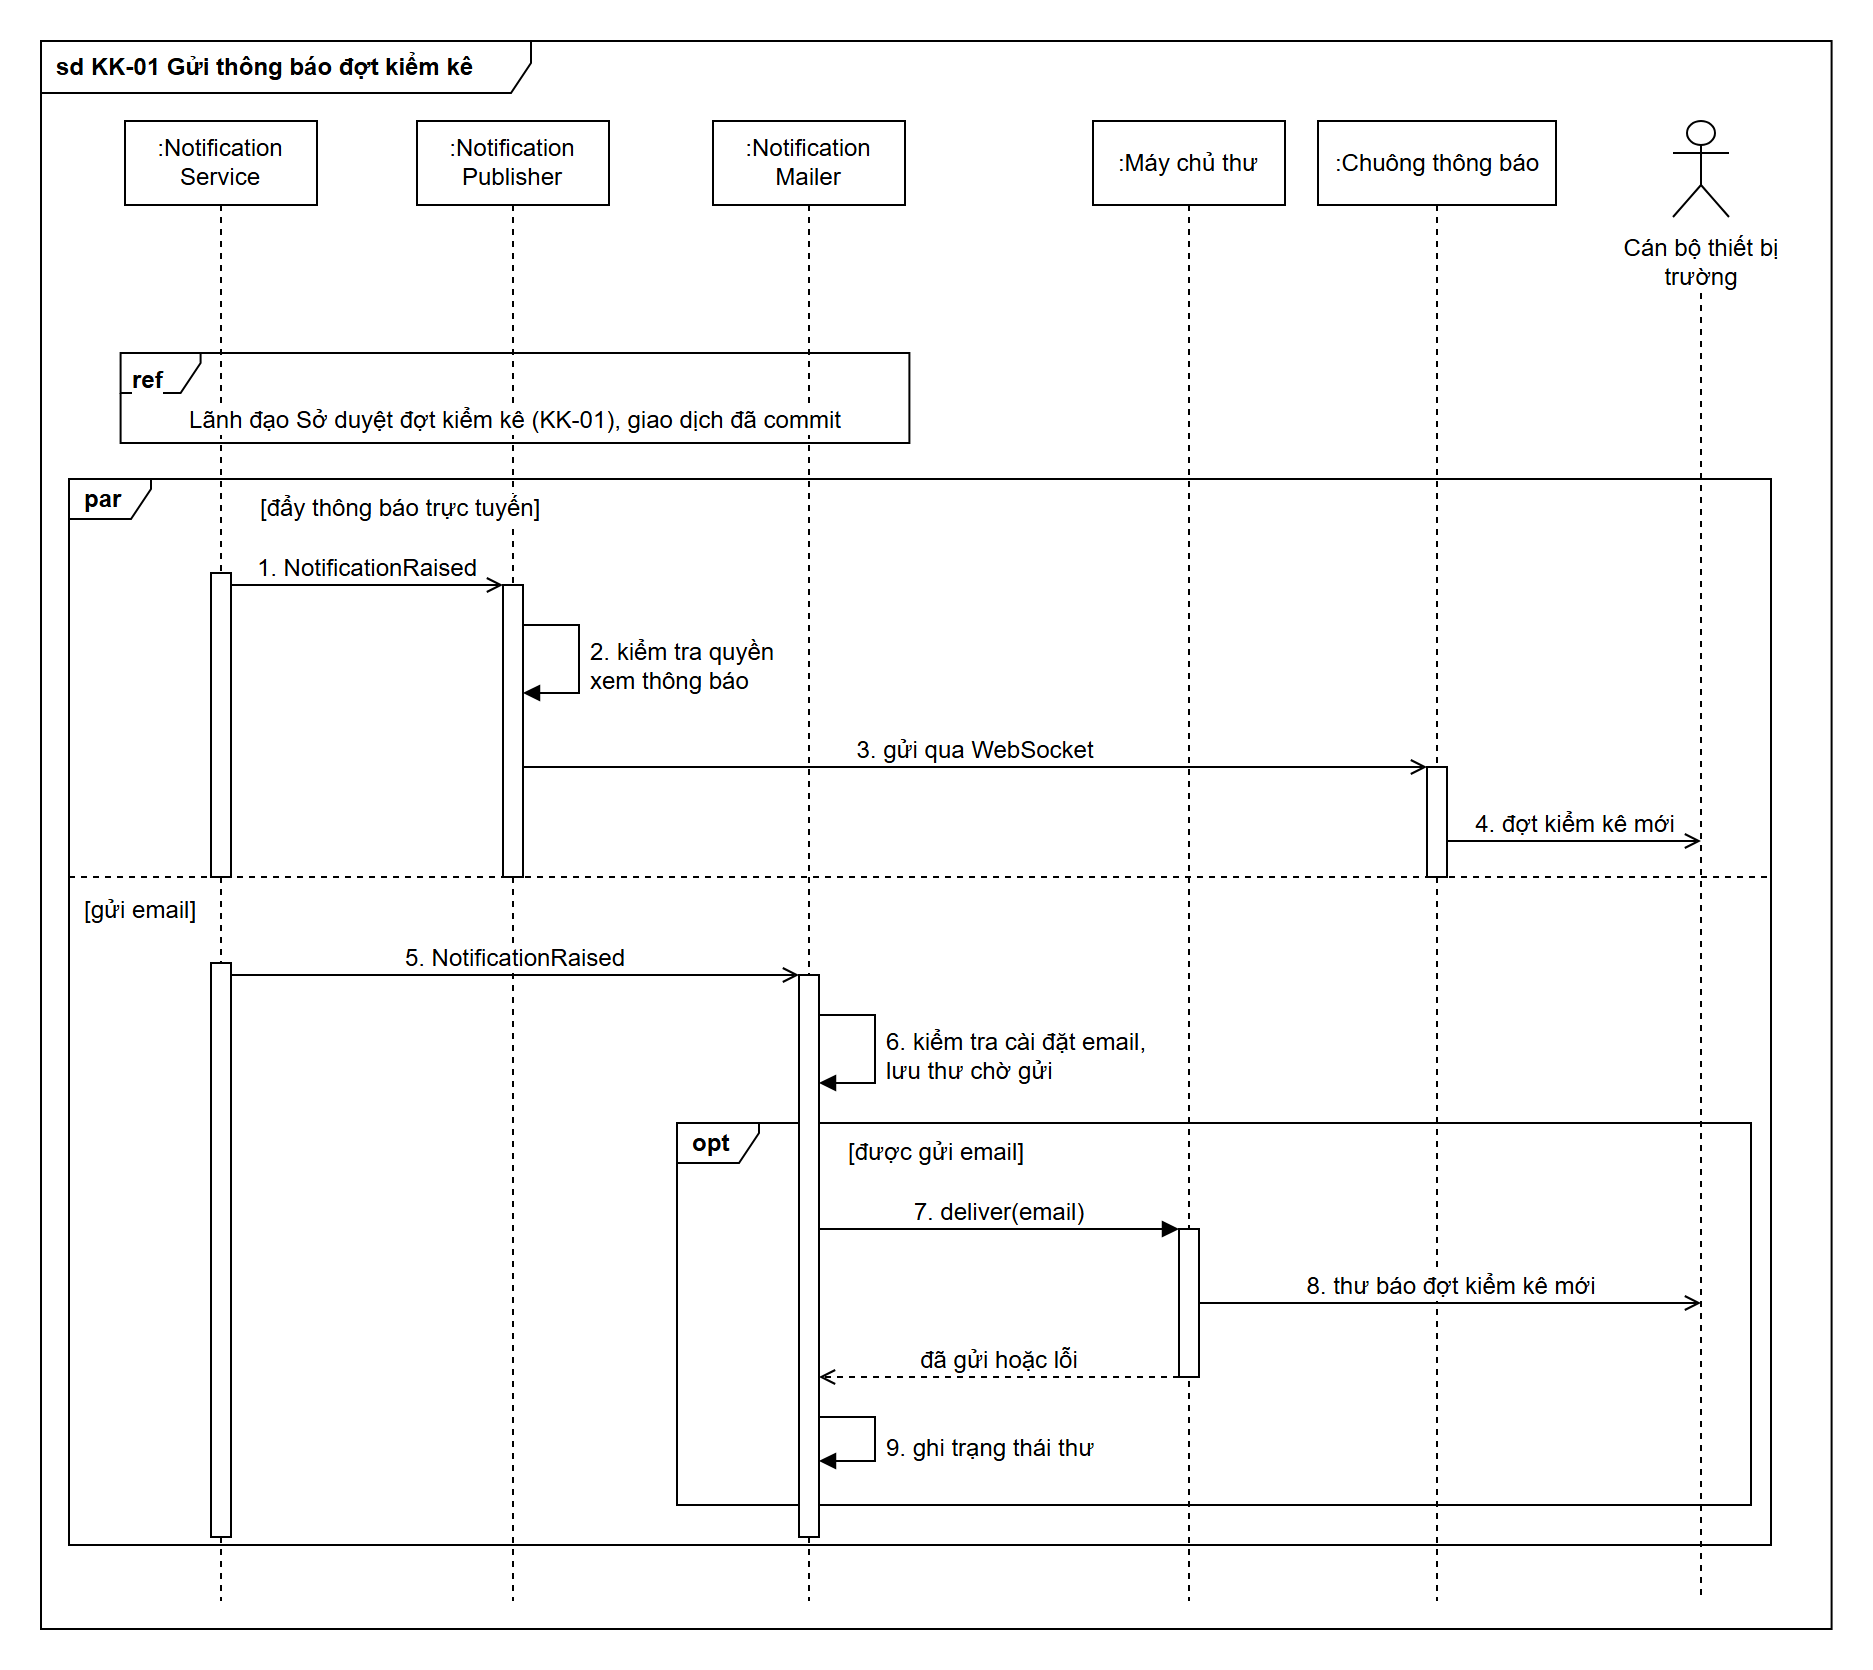 sd KK-01 Gửi thông báo đợt kiểm kê
:Notification
Service
:Notification
Publisher
:Notification
Mailer
:Máy chủ thư
:Chuông thông báo
Cán bộ thiết bị
trường
ref
Lãnh đạo Sở duyệt đợt kiểm kê (KK-01), giao dịch đã commit
par
[đẩy thông báo trực tuyến]
1. NotificationRaised
2. kiểm tra quyền
xem thông báo
3. gửi qua WebSocket
4. đợt kiểm kê mới
[gửi email]
5. NotificationRaised
6. kiểm tra cài đặt email,
lưu thư chờ gửi
opt
[được gửi email]
7. deliver(email)
8. thư báo đợt kiểm kê mới
đã gửi hoặc lỗi
9. ghi trạng thái thư